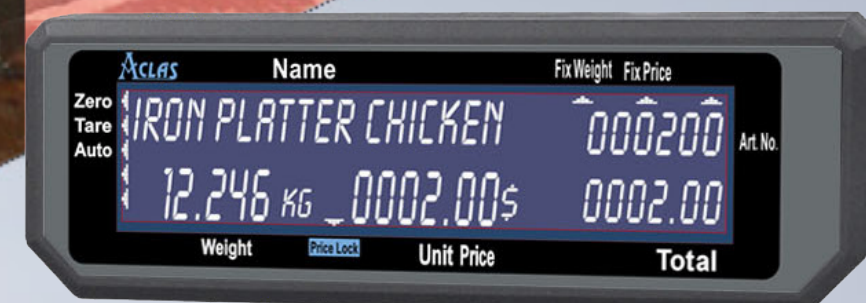 ACLAS Name Fix Weight Fix Price
Zero
Tare
Auto
IRON PLATTER CHICKEN 000200 Art. No.
12.246 KG 0002.00$ 0002.00
Weight Price Lock Unit Price Total